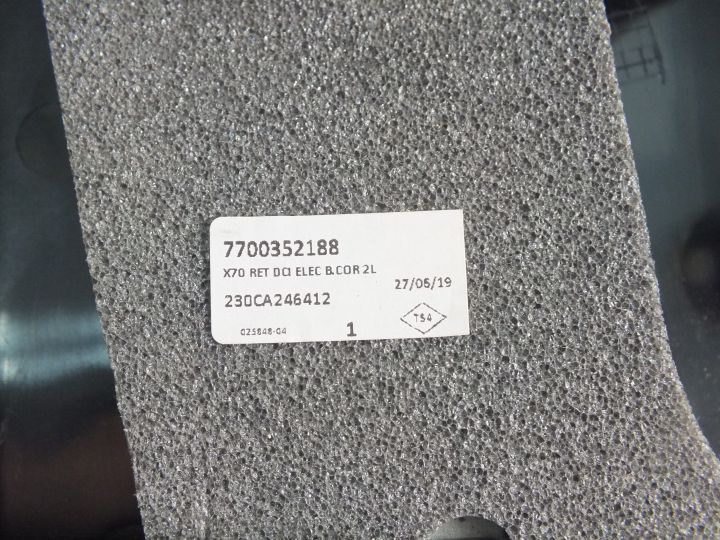 7700352188
X70 RET DCI ELEC B.COR 2L
27/06/19
230CA246412
025848-04
1
TS4